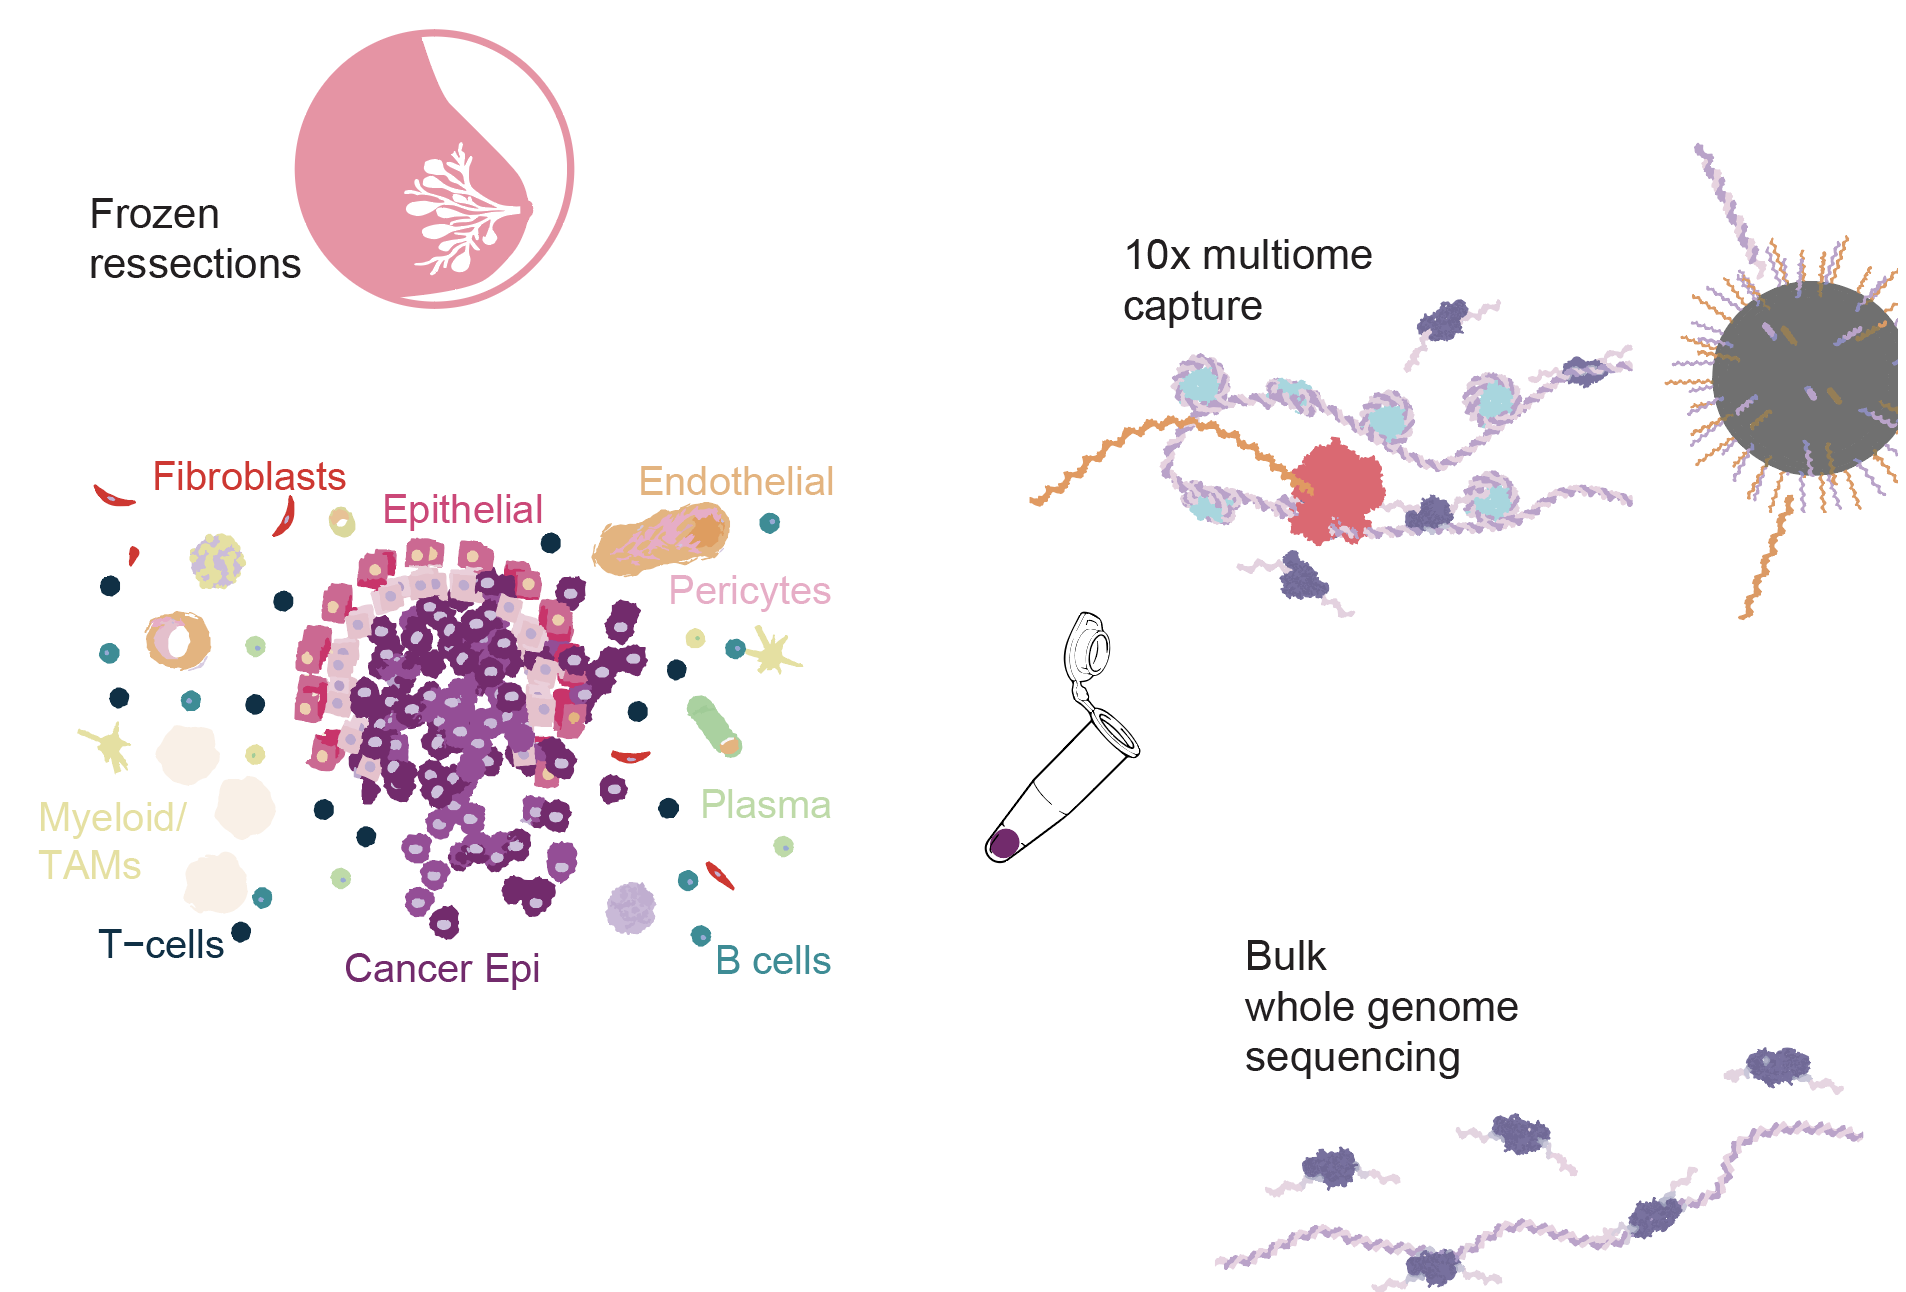 Frozen
ressections
10x multiome
capture
Fibroblasts
Epithelial
Endothelial
Pericytes
Myeloid/
TAMs
Plasma
T−cells
Cancer Epi
B cells
Bulk
whole genome
sequencing